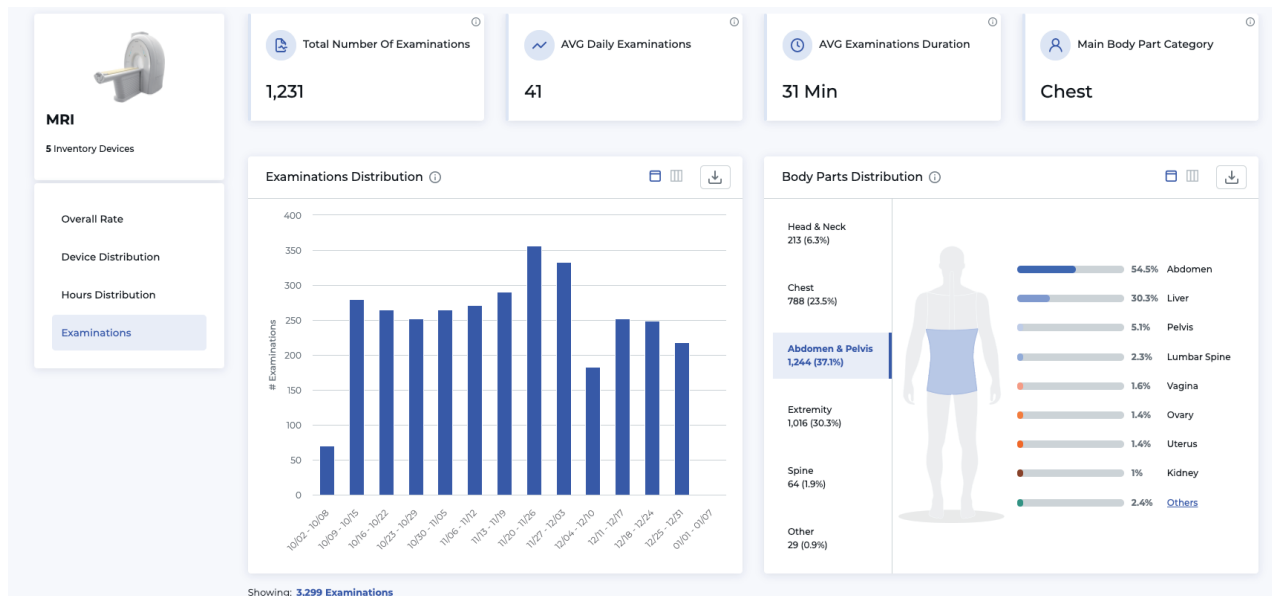 MRI
5 Inventory Devices
Overall Rate
Device Distribution
Hours Distribution
Examinations
Total Number Of Examinations
1,231
AVG Daily Examinations
41
AVG Examinations Duration
31 Min
Main Body Part Category
Chest
Examinations Distribution
# Examinations
400
350
300
250
200
150
100
50
0
10/02 - 10/08
10/09 - 10/15
10/16 - 10/22
10/23 - 10/29
10/30 - 11/05
11/06 - 11/12
11/13 - 11/19
11/20 - 11/26
11/27 - 12/03
12/04 - 12/10
12/11 - 12/17
12/18 - 12/24
12/25 - 12/31
01/01 - 01/07
Showing: 3,299 Examinations
Body Parts Distribution
Head & Neck
213 (6.3%)
Chest
788 (23.5%)
Abdomen & Pelvis
1,244 (37.1%)
Extremity
1,016 (30.3%)
Spine
64 (1.9%)
Other
29 (0.9%)
54.5% Abdomen
30.3% Liver
5.1% Pelvis
2.3% Lumbar Spine
1.6% Vagina
1.4% Ovary
1.4% Uterus
1% Kidney
2.4% Others